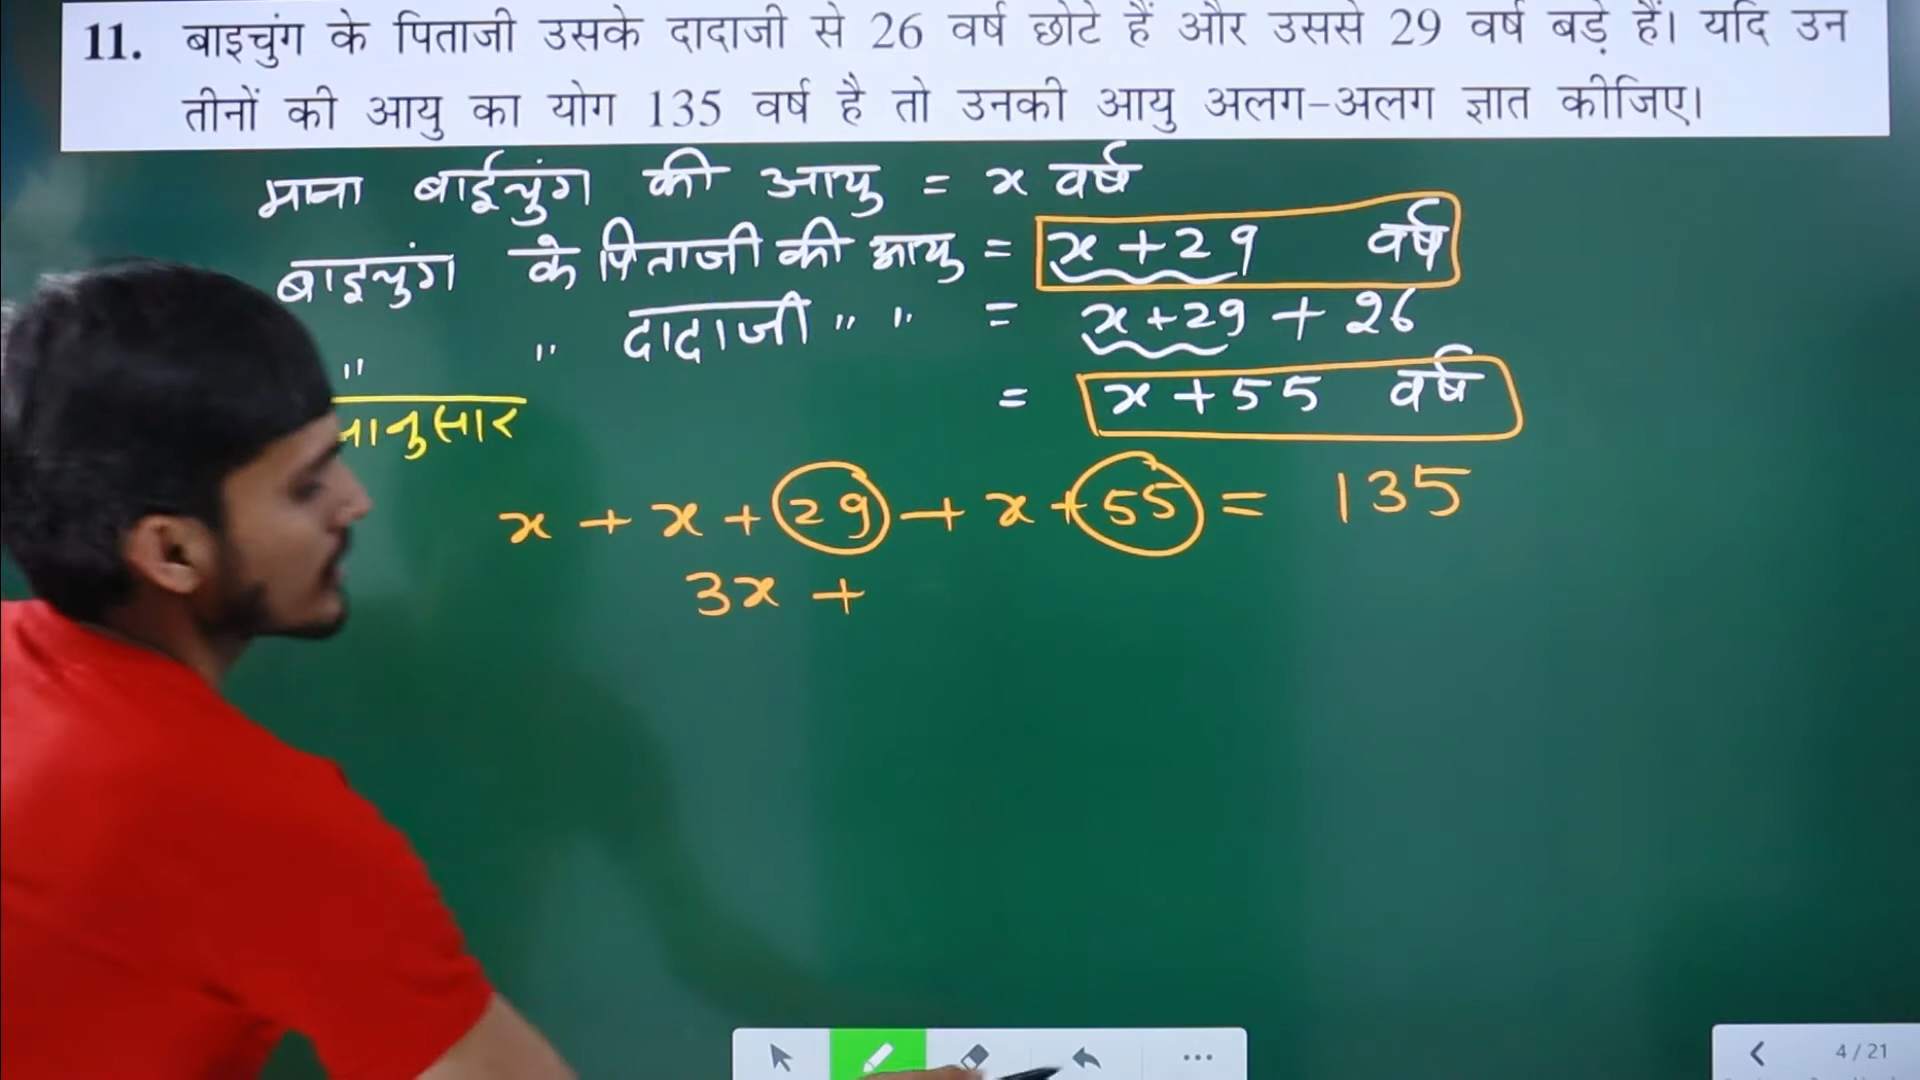 11. बाइचुंग के पिताजी उसके दादाजी से 26 वर्ष छोटे हैं और उससे 29 वर्ष बड़े हैं। यदि उन
तीनों की आयु का योग 135 वर्ष है तो उनकी आयु अलग-अलग ज्ञात कीजिए।
माना बाईचुंग की आयु = x वर्ष
बाइचुंग के पिताजी की आयु = x + 29 वर्ष
" " दादाजी " " = x + 29 + 26
= x + 55 वर्ष
नानुसार
x + x + 29 + x + 55 = 135
3x +
4 / 21